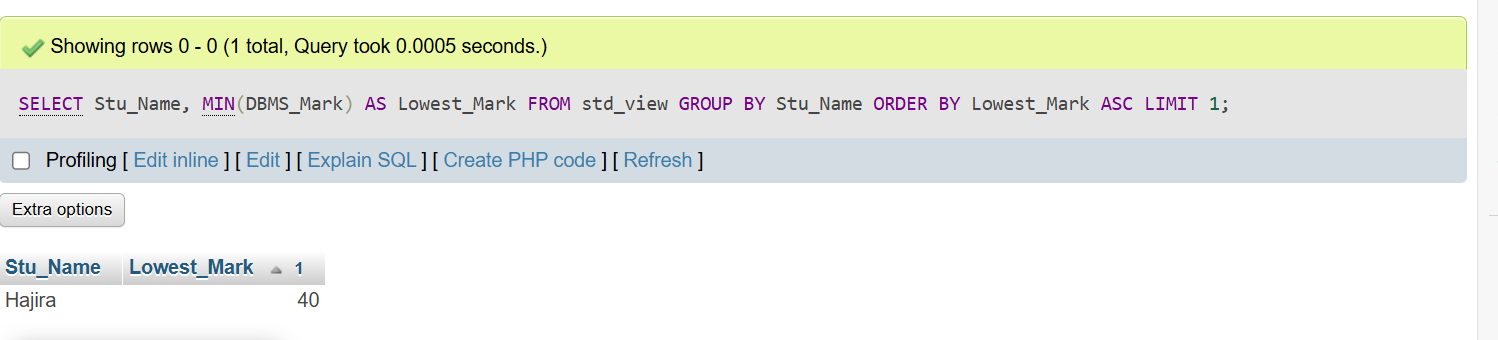 Showing rows 0 - 0 (1 total, Query took 0.0005 seconds.)
SELECT Stu_Name, MIN(DBMS_Mark) AS Lowest_Mark FROM std_view GROUP BY Stu_Name ORDER BY Lowest_Mark ASC LIMIT 1;
Profiling [ Edit inline ] [ Edit ] [ Explain SQL ] [ Create PHP code ] [ Refresh ]
Extra options
Stu_Name Lowest_Mark 1
Hajira 40